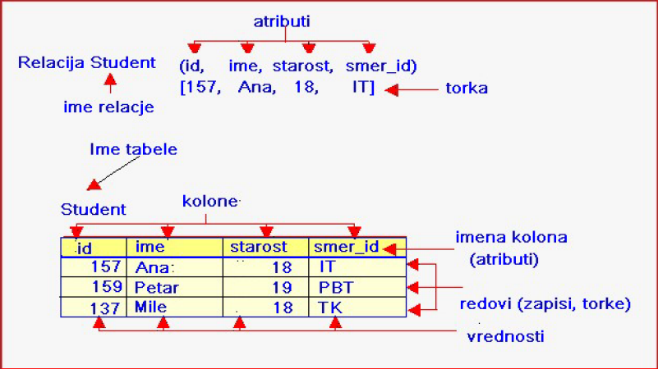 atributi
Relacija Student (id, ime, starost, smer_id)
[157, Ana, 18, IT] torka
ime relacje
Ime tabele
Student kolone
id ime starost smer_id
imena kolona
(atributi)
157 Ana: 18 IT
159 Petar 19 PBT
redovi (zapisi, torke)
137 Mile 18 TK
vrednosti